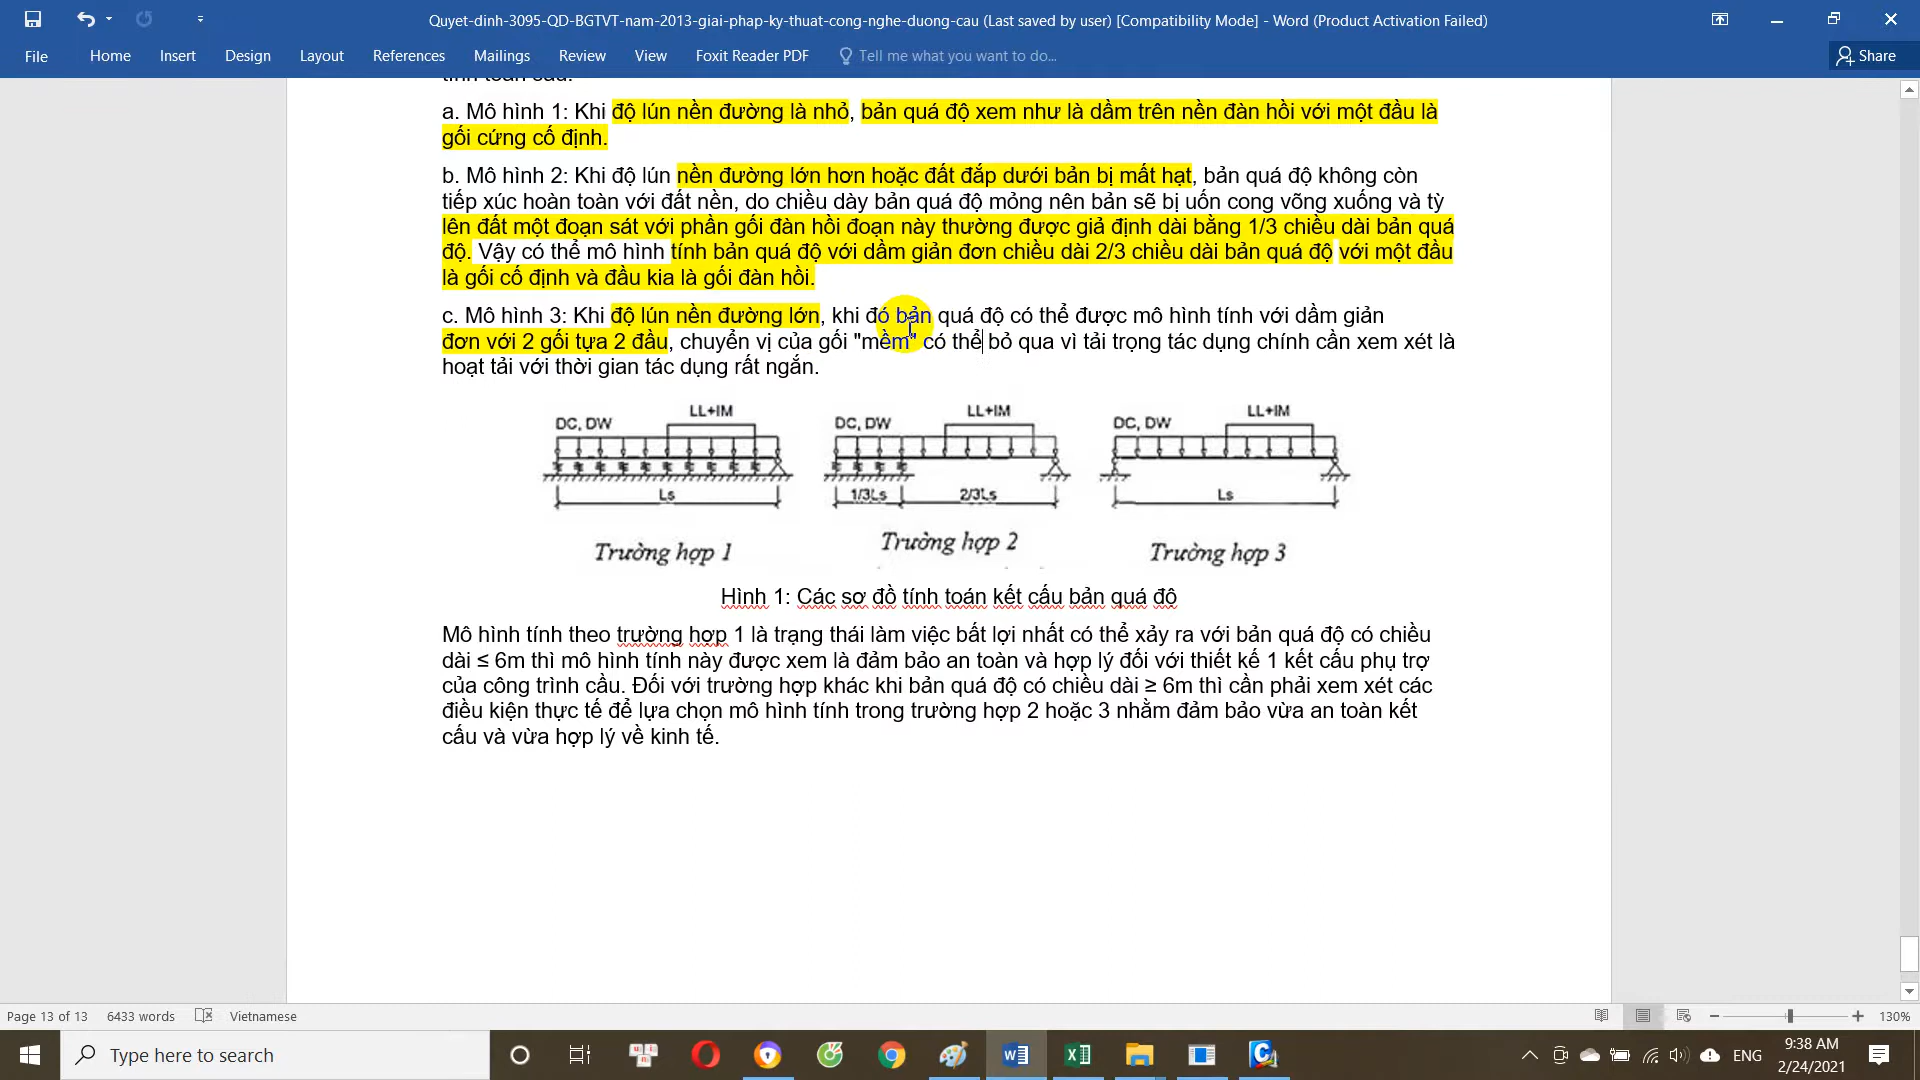 Quyet-dinh-3095-QD-BGTVT-nam-2013-giai-phap-ky-thuat-cong-nghe-duong-cau (Last saved by user) [Compatibility Mode] - Word (Product Activation Failed)
File Home Insert Design Layout References Mailings Review View Foxit Reader PDF Tell me what you want to do... Share
tính toán sau:
a. Mô hình 1: Khi độ lún nền đường là nhỏ, bản quá độ xem như là dầm trên nền đàn hồi với một đầu là
gối cứng cố định.
b. Mô hình 2: Khi độ lún nền đường lớn hơn hoặc đất đắp dưới bản bị mất hạt, bản quá độ không còn
tiếp xúc hoàn toàn với đất nền, do chiều dày bản quá độ mỏng nên bản sẽ bị uốn cong võng xuống và tỳ
lên đất một đoạn sát với phần gối đàn hồi đoạn này thường được giả định dài bằng 1/3 chiều dài bản quá
độ. Vậy có thể mô hình tính bản quá độ với dầm giản đơn chiều dài 2/3 chiều dài bản quá độ với một đầu
là gối cố định và đầu kia là gối đàn hồi.
c. Mô hình 3: Khi độ lún nền đường lớn, khi đó bản quá độ có thể được mô hình tính với dầm giản
đơn với 2 gối tựa 2 đầu, chuyển vị của gối "mềm" có thể bỏ qua vì tải trọng tác dụng chính cần xem xét là
hoạt tải với thời gian tác dụng rất ngắn.
LL+IM LL+IM LL+IM
DC, DW DC, DW DC, DW
Ls 1/3Ls 2/3Ls Ls
Trường hợp 1 Trường hợp 2 Trường hợp 3
Hình 1: Các sơ đồ tính toán kết cấu bản quá độ
Mô hình tính theo trường hợp 1 là trạng thái làm việc bất lợi nhất có thể xảy ra với bản quá độ có chiều
dài ≤ 6m thì mô hình tính này được xem là đảm bảo an toàn và hợp lý đối với thiết kế 1 kết cấu phụ trợ
của công trình cầu. Đối với trường hợp khác khi bản quá độ có chiều dài ≥ 6m thì cần phải xem xét các
điều kiện thực tế để lựa chọn mô hình tính trong trường hợp 2 hoặc 3 nhằm đảm bảo vừa an toàn kết
cấu và vừa hợp lý về kinh tế.
Page 13 of 13 6433 words Vietnamese 130%
Type here to search ENG 9:38 AM
2/24/2021